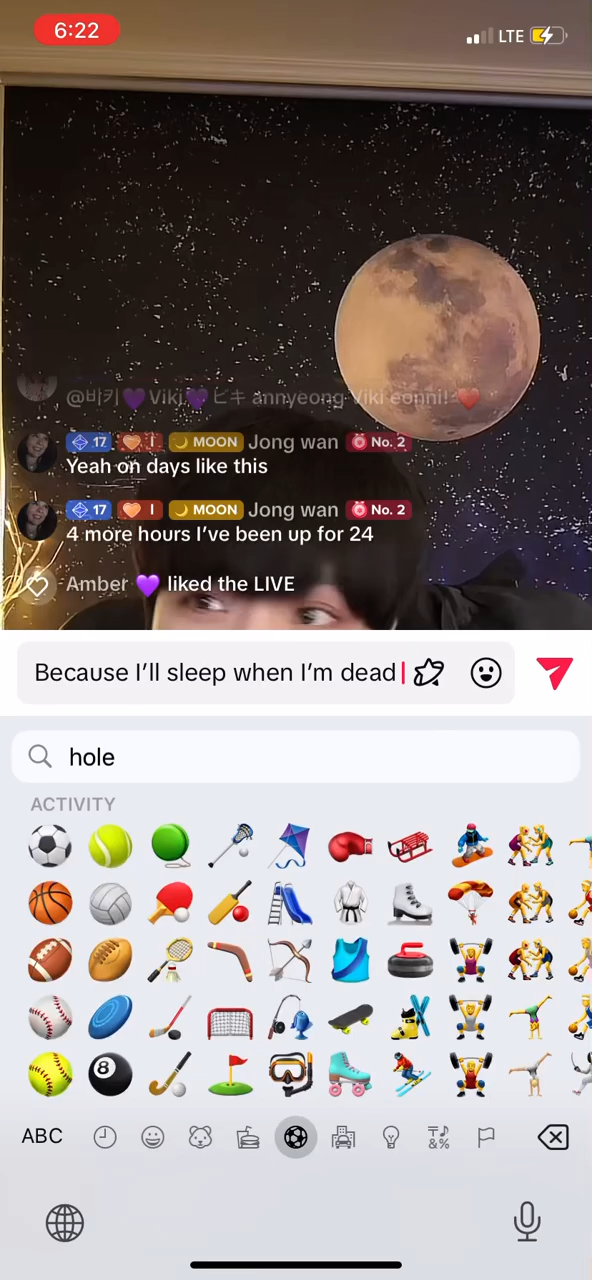 6:22
LTE
@바키💜Viki💜ビキ annyeong Viki eonni!❤️
17 I MOON Jong wan No. 2
Yeah on days like this
17 I MOON Jong wan No. 2
4 more hours I've been up for 24
Amber 💜 liked the LIVE
Because I'll sleep when I'm dead
hole
ACTIVITY
8
ABC
&%